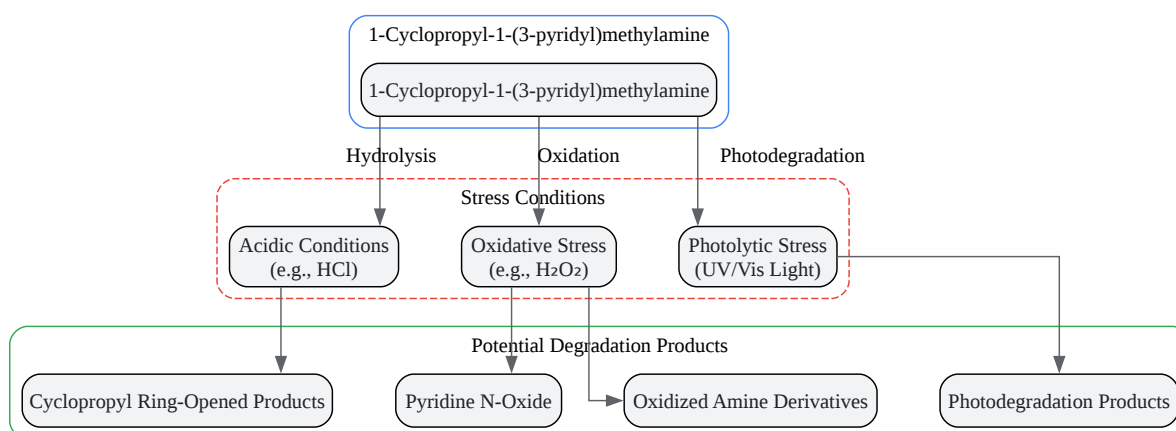 1-Cyclopropyl-1-(3-pyridyl)methylamine
1-Cyclopropyl-1-(3-pyridyl)methylamine
Hydrolysis
Oxidation
Photodegradation
Stress Conditions
Acidic Conditions
(e.g., HCl)
Oxidative Stress
(e.g., H₂O₂)
Photolytic Stress
(UV/Vis Light)
Potential Degradation Products
Cyclopropyl Ring-Opened Products
Pyridine N-Oxide
Oxidized Amine Derivatives
Photodegradation Products